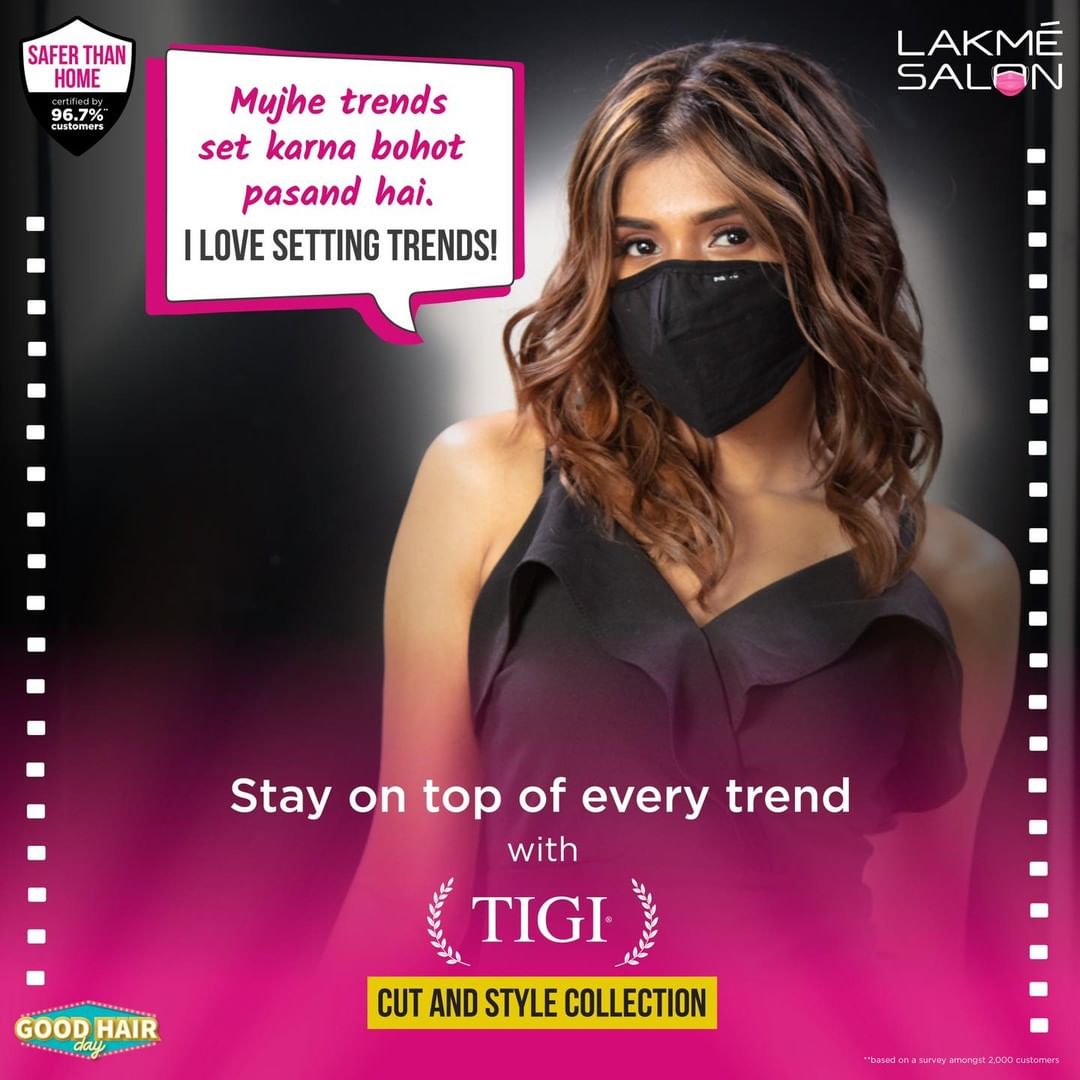 SAFER THAN
HOME
certified by
96.7%**
customers
LAKMÉ
SALON
Mujhe trends
set karna bohot
pasand hai.
I LOVE SETTING TRENDS!
Stay on top of every trend
with
TIGI®
CUT AND STYLE COLLECTION
GOOD HAIR
day
**based on a survey amongst 2,000 customers